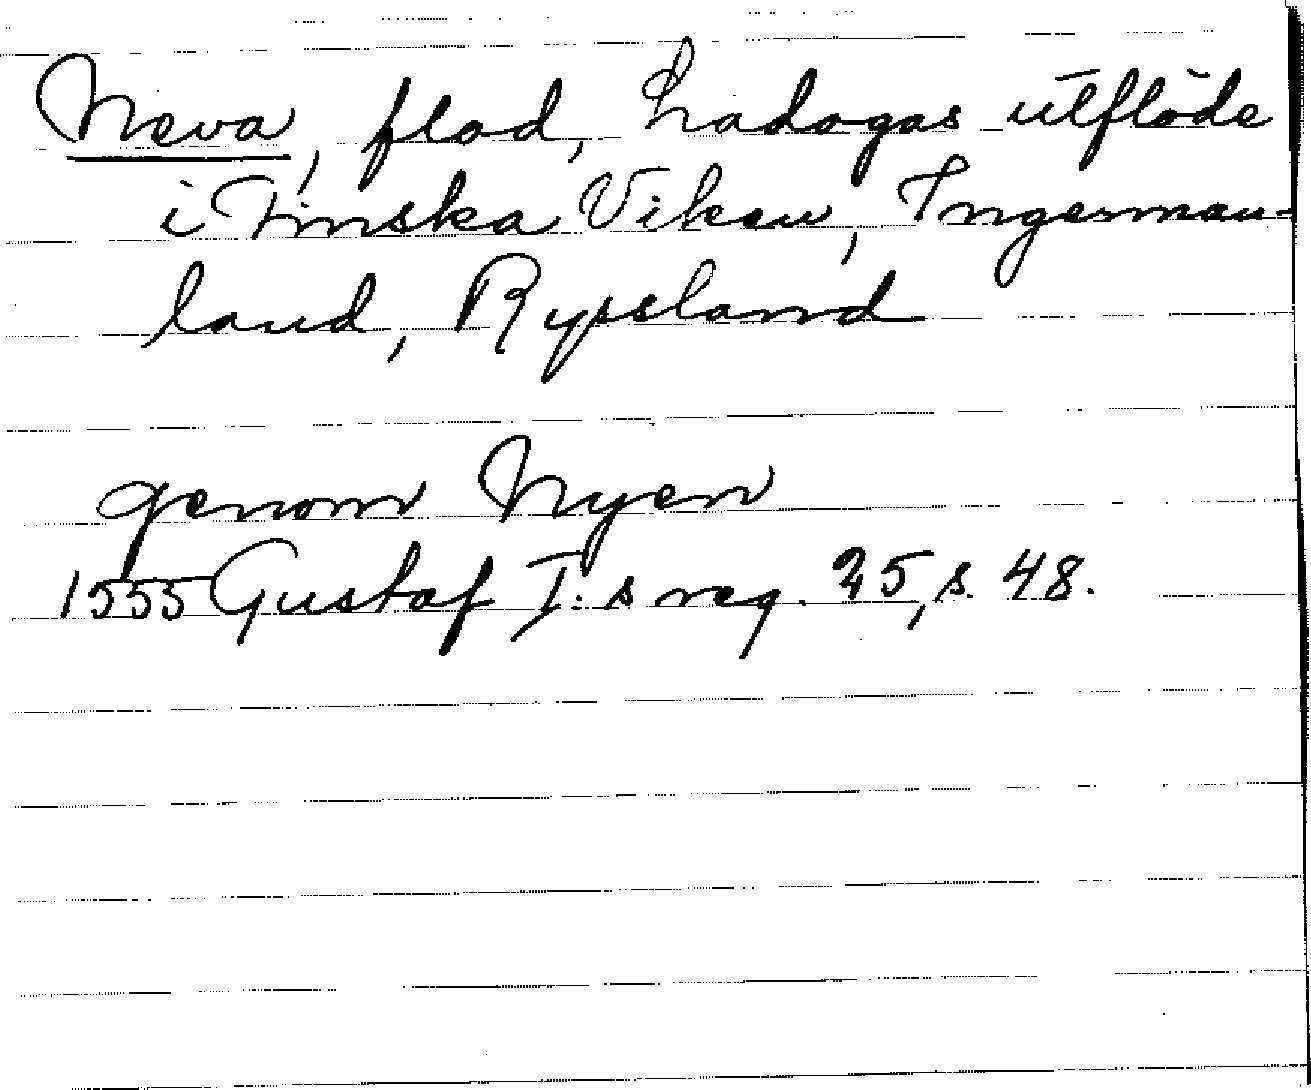 Neva, flod, Ladogas utflöde
i Finska Viken, Ingerman-
land, Ryssland
genom Nyen
1555 Gustaf I:s reg. 25, s. 48.